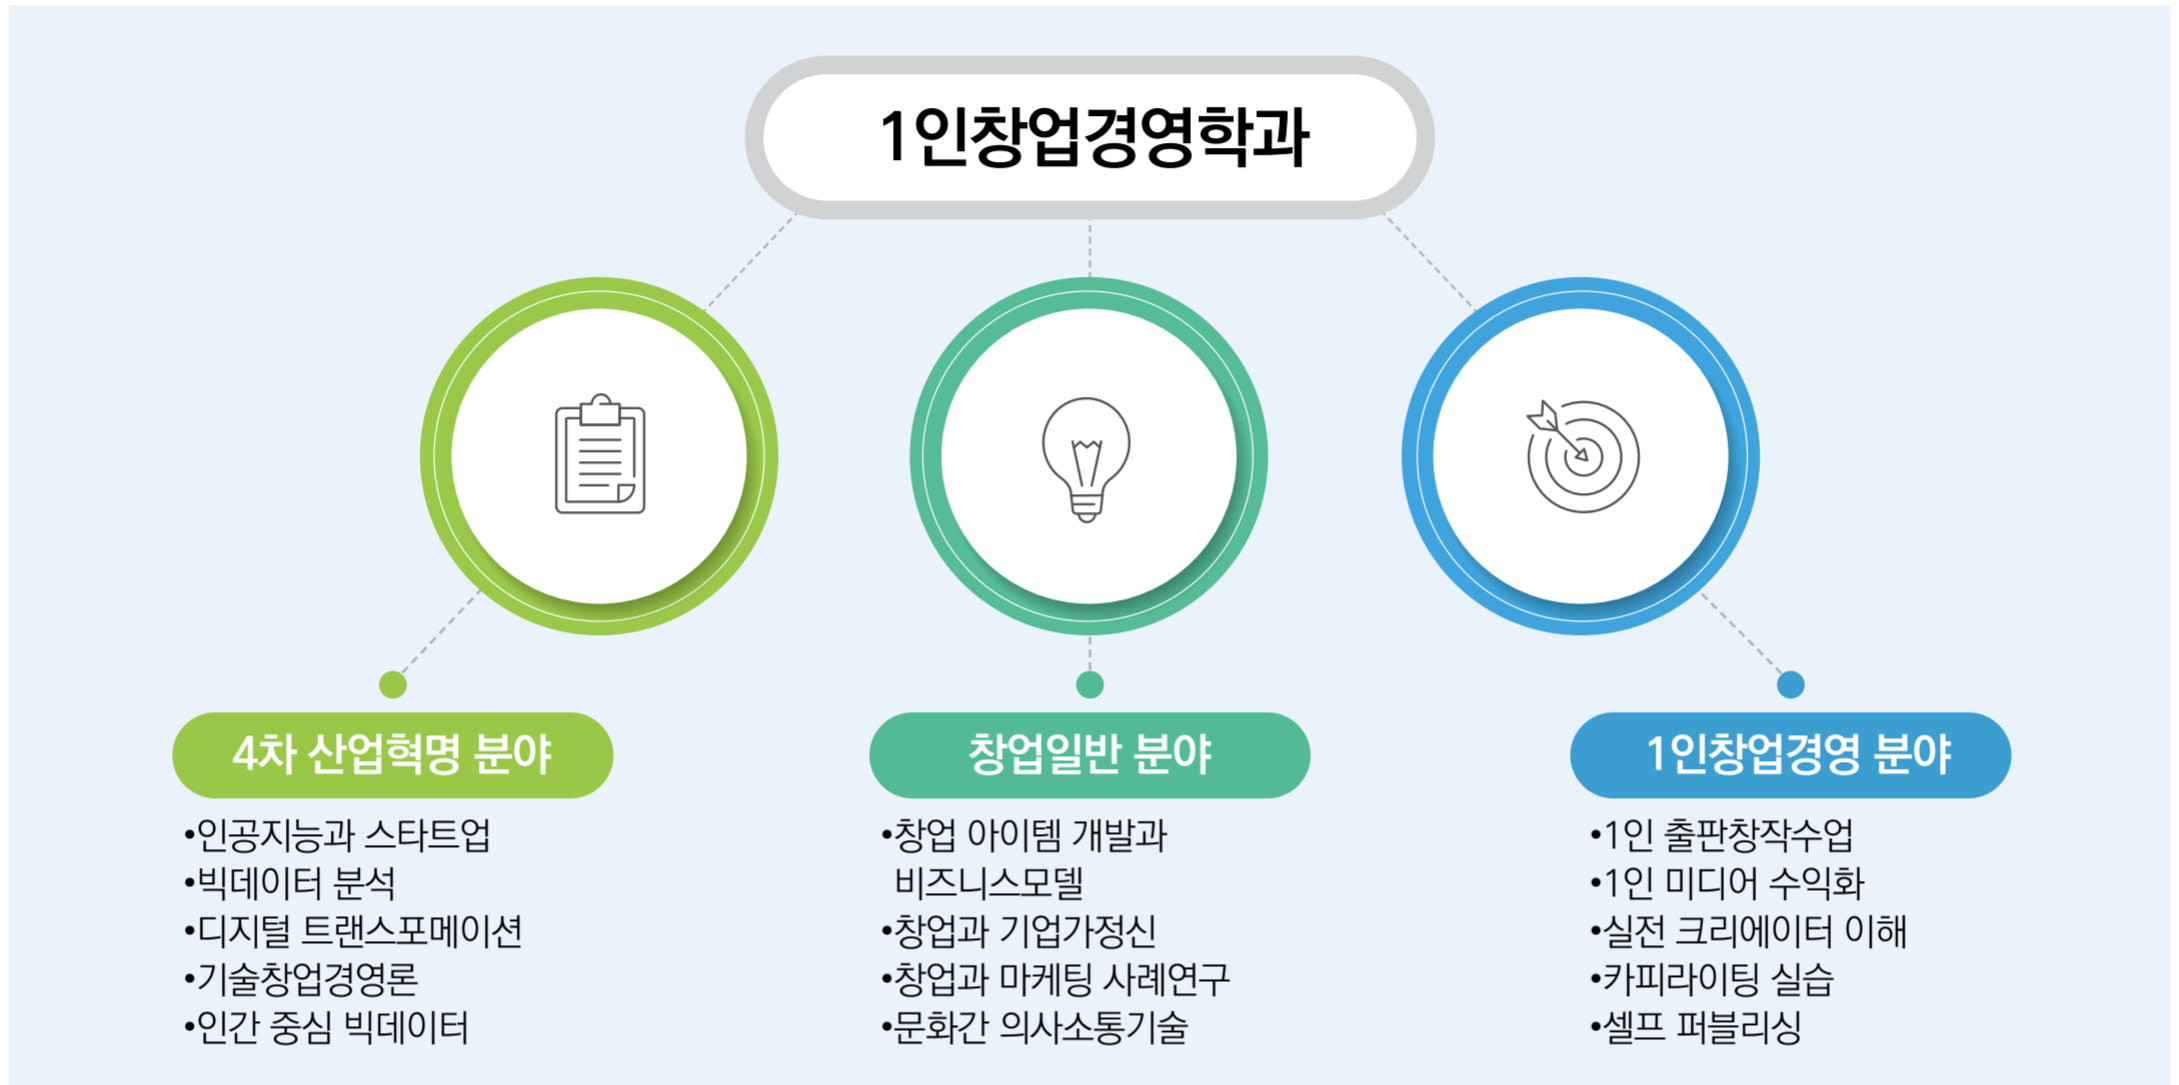 1인창업경영학과
4차 산업혁명 분야
•인공지능과 스타트업
•빅데이터 분석
•디지털 트랜스포메이션
•기술창업경영론
•인간 중심 빅데이터
창업일반 분야
•창업 아이템 개발과
비즈니스모델
•창업과 기업가정신
•창업과 마케팅 사례연구
•문화간 의사소통기술
1인창업경영 분야
•1인 출판창작수업
•1인 미디어 수익화
•실전 크리에이터 이해
•카피라이팅 실습
•셀프 퍼블리싱